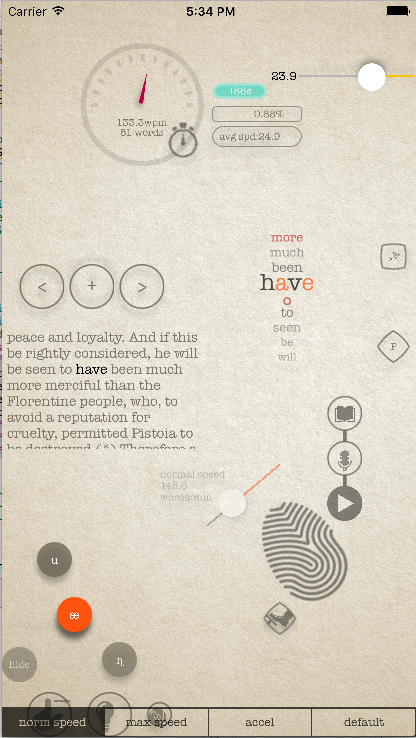 Carrier 5:34 PM
23.9
186s
0.88%
133.3wpm
81 words
avg spd:24.9
more
much
been
have
o
to
seen
be
will
< + >
P
peace and loyalty. And if this
be rightly considered, he will
be seen to have been much
more merciful than the
Florentine people, who, to
avoid a reputation for
cruelty, permitted Pistoia to
be destroyed.(*) Therefore a
normal speed
145.6
words/min
u
æ
η
hide
norm speed max speed accel default